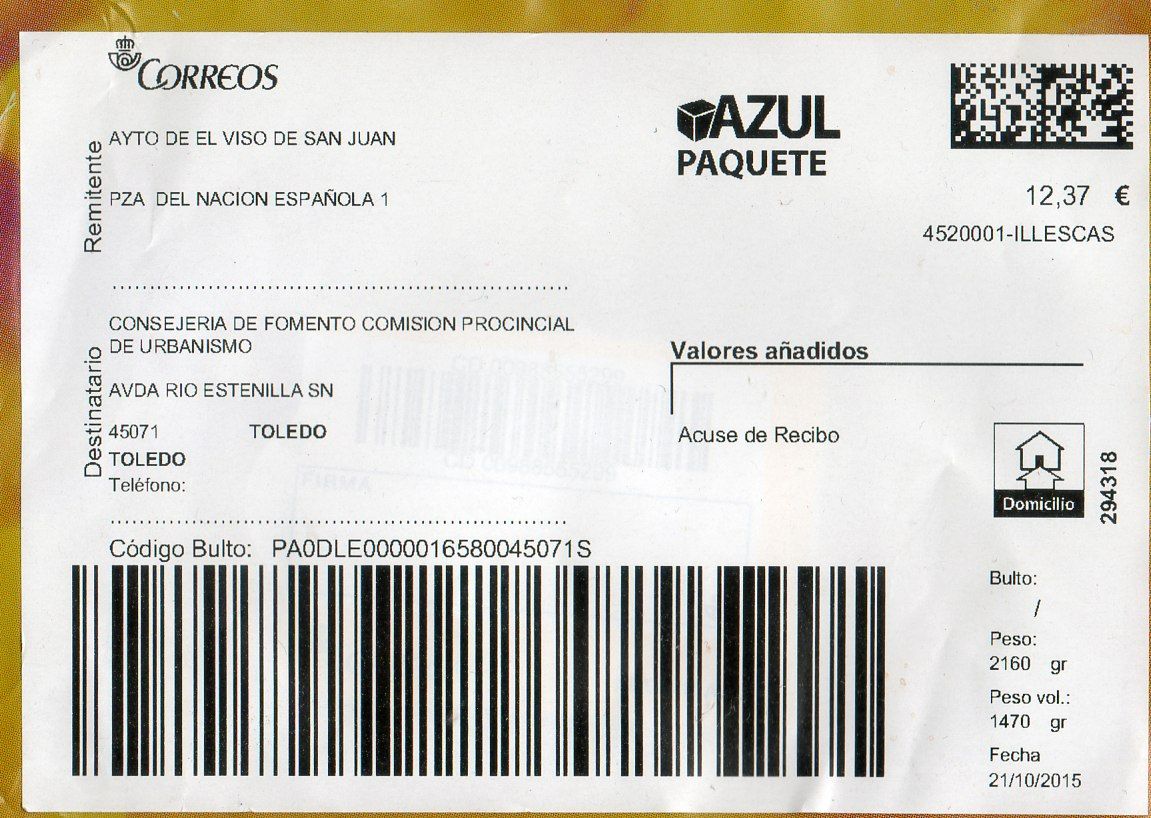 CORREOS
Remitente
AYTO DE EL VISO DE SAN JUAN
PZA DEL NACION ESPAÑOLA 1
AZUL
PAQUETE
12,37 €
4520001-ILLESCAS
Destinatario
CONSEJERIA DE FOMENTO COMISION PROCINCIAL
DE URBANISMO
AVDA RIO ESTENILLA SN
45071 TOLEDO
TOLEDO
Teléfono:
Valores añadidos
Acuse de Recibo
Domicilio
294318
Código Bulto: PA0DLE0000016580045071S
Bulto:
/
Peso:
2160 gr
Peso vol.:
1470 gr
Fecha
21/10/2015
FIRMA